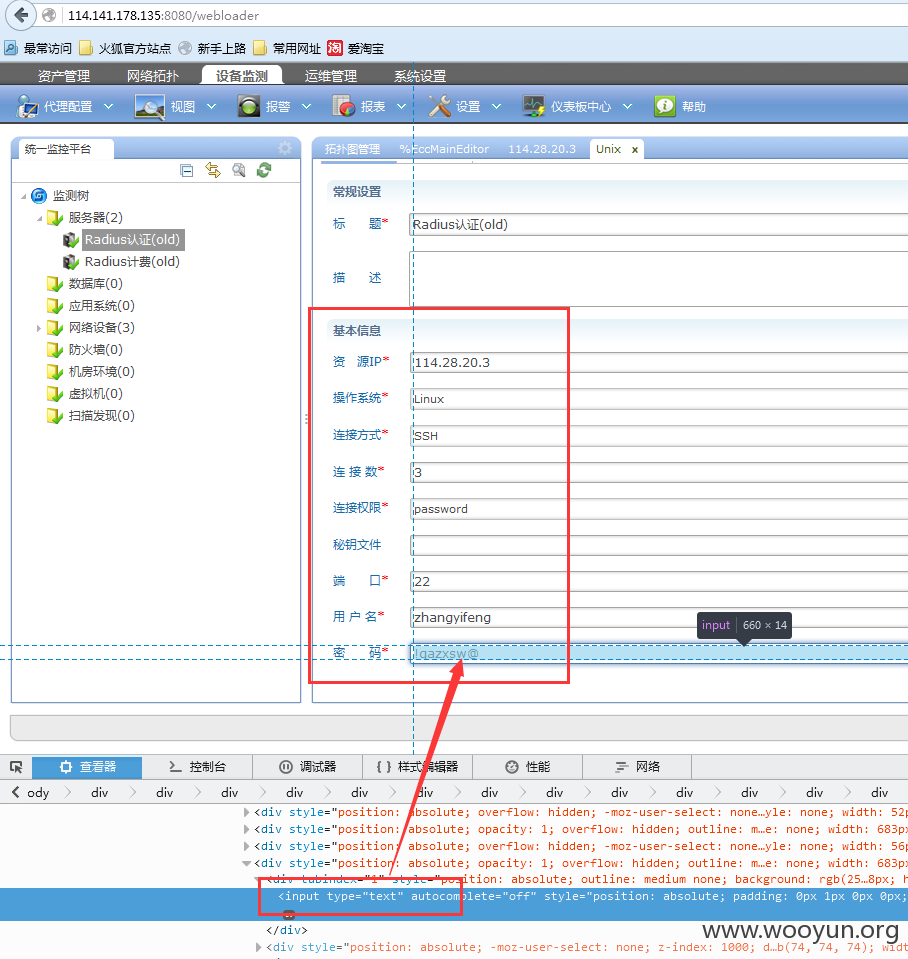 114.141.178.135:8080/webloader
最常访问 火狐官方站点 新手上路 常用网址 淘 爱淘宝
资产管理 网络拓扑 设备监测 运维管理 系统设置
代理配置 视图 报警 报表 设置 仪表板中心 帮助
统一监控平台
拓扑图管理 %EccMainEditor 114.28.20.3 Unix x
监测树
服务器(2)
Radius认证(old)
Radius计费(old)
数据库(0)
应用系统(0)
网络设备(3)
防火墙(0)
机房环境(0)
虚拟机(0)
扫描发现(0)
常规设置
标 题* Radius认证(old)
描 述
基本信息
资 源IP* 114.28.20.3
操作系统* Linux
连接方式* SSH
连 接 数* 3
连接权限* password
秘钥文件
端 口* 22
用 户 名* zhangyifeng
密 码* !qazxsw@
input 660 × 14
查看器 控制台 调试器 样式编辑器 性能 网络
ody div div div div div div div div div div div div div
<div style="position: absolute; overflow: hidden; -moz-user-select: none…yle: none; width: 52p
<div style="position: absolute; opacity: 1; overflow: hidden; outline: m…e: none; width: 683px
<div style="position: absolute; overflow: hidden; -moz-user-select: none…yle: none; width: 56p
<div style="position: absolute; opacity: 1; overflow: hidden; outline: m…e: none; width: 683px
<div tabindex="1" style="position: absolute; outline: medium none; background: rgb(25…8px; h
<input type="text" autocomplete="off" style="position: absolute; padding: 0px 1px 0px 0px;
</div>
www.wooyun.org
<div style="position: absolute; -moz-user-select: none; z-index: 1000; d…b(74, 74, 74); widt